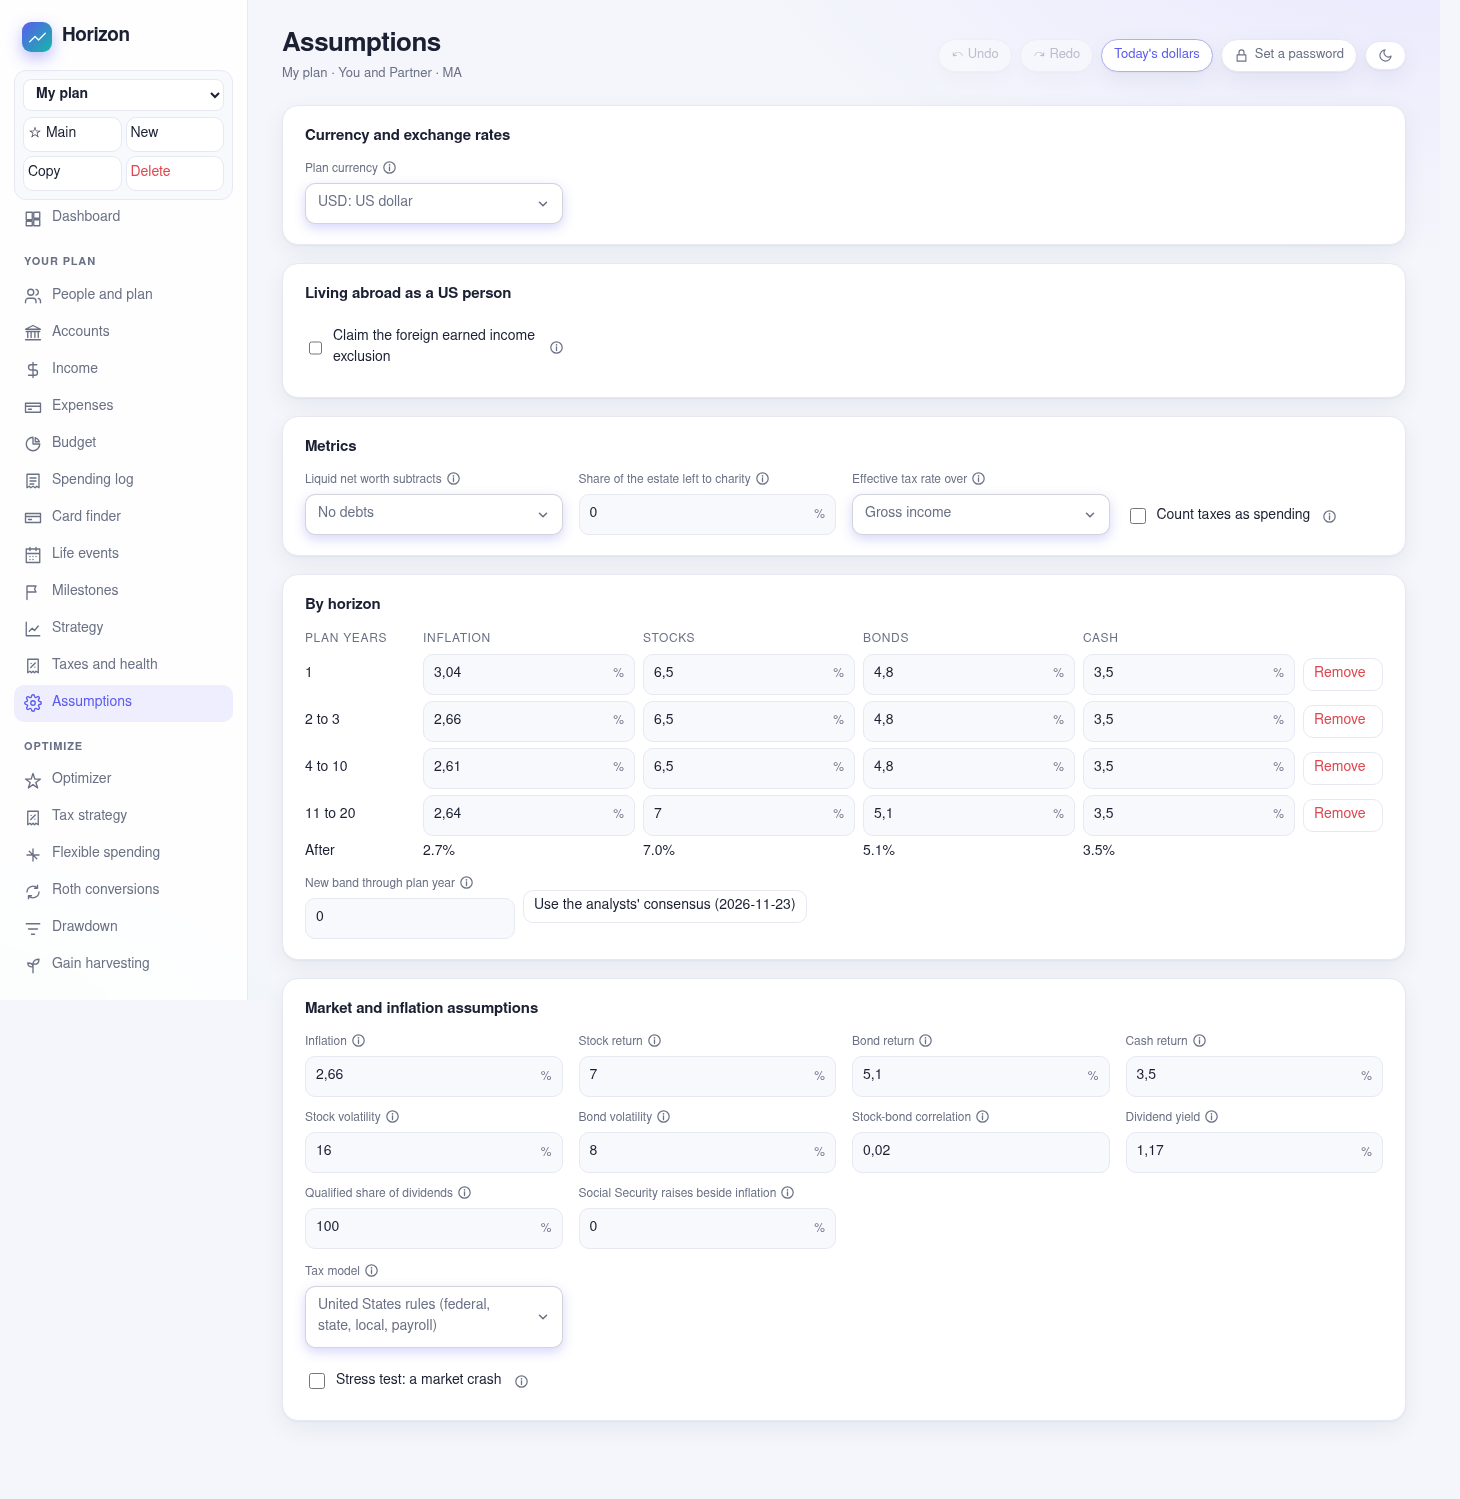 Horizon
My plan
☆ Main
New
Copy
Delete
Dashboard
YOUR PLAN
People and plan
Accounts
Income
Expenses
Budget
Spending log
Card finder
Life events
Milestones
Strategy
Taxes and health
Assumptions
OPTIMIZE
Optimizer
Tax strategy
Flexible spending
Roth conversions
Drawdown
Gain harvesting
Assumptions
My plan · You and Partner · MA
Undo
Redo
Today's dollars
Set a password
Currency and exchange rates
Plan currency
USD: US dollar
Living abroad as a US person
Claim the foreign earned income
exclusion
Metrics
Liquid net worth subtracts
Share of the estate left to charity
Effective tax rate over
No debts
0 %
Gross income
Count taxes as spending
By horizon
PLAN YEARS INFLATION STOCKS BONDS CASH
1 3,04 % 6,5 % 4,8 % 3,5 % Remove
2 to 3 2,66 % 6,5 % 4,8 % 3,5 % Remove
4 to 10 2,61 % 6,5 % 4,8 % 3,5 % Remove
11 to 20 2,64 % 7 % 5,1 % 3,5 % Remove
After 2.7% 7.0% 5.1% 3.5%
New band through plan year
0
Use the analysts' consensus (2026-11-23)
Market and inflation assumptions
Inflation Stock return Bond return Cash return
2,66 % 7 % 5,1 % 3,5 %
Stock volatility Bond volatility Stock-bond correlation Dividend yield
16 % 8 % 0,02 1,17 %
Qualified share of dividends Social Security raises beside inflation
100 % 0 %
Tax model
United States rules (federal,
state, local, payroll)
Stress test: a market crash